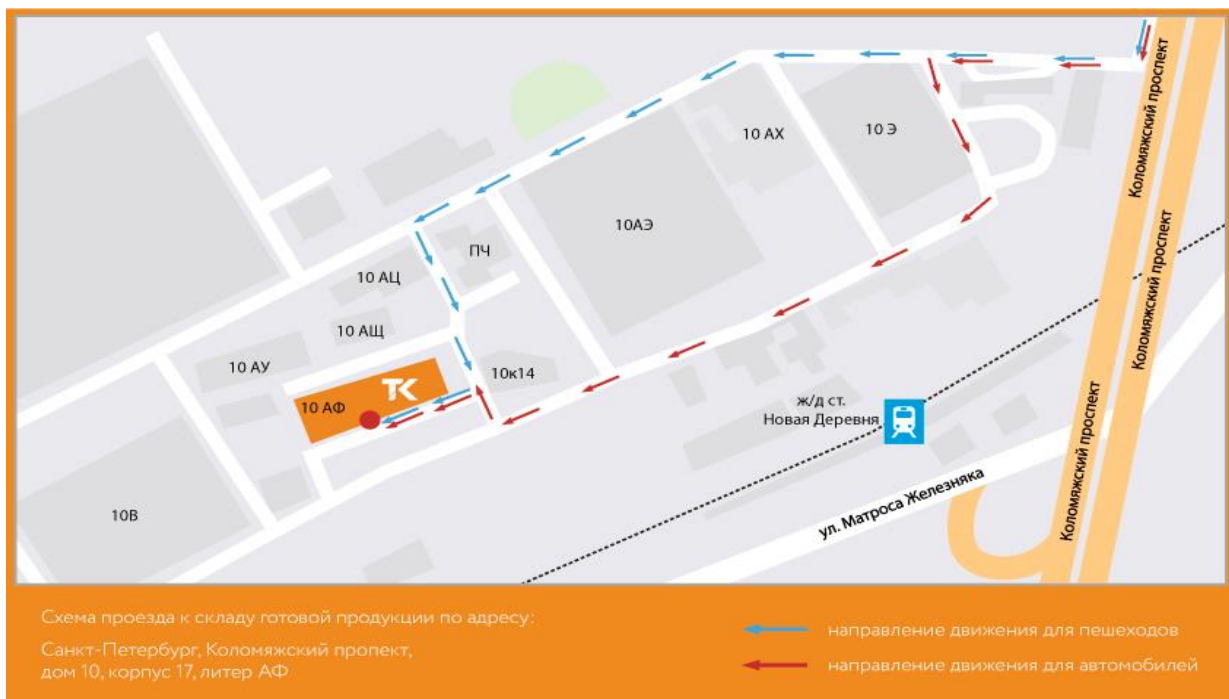 Коломяжский проспект
Коломяжский проспект
10 АХ
10 Э
10АЭ
ПЧ
10 АЦ
10 АЩ
10 АУ
ТК
10 АФ
10к14
10В
ж/д ст.
Новая Деревня
ул. Матроса Железняка
Коломяжский проспект
Коломяжский проспект
Схема проезда к складу готовой продукции по адресу:
Санкт-Петербург, Коломяжский пропект,
дом 10, корпус 17, литер АФ
направление движения для пешеходов
направление движения для автомобилей